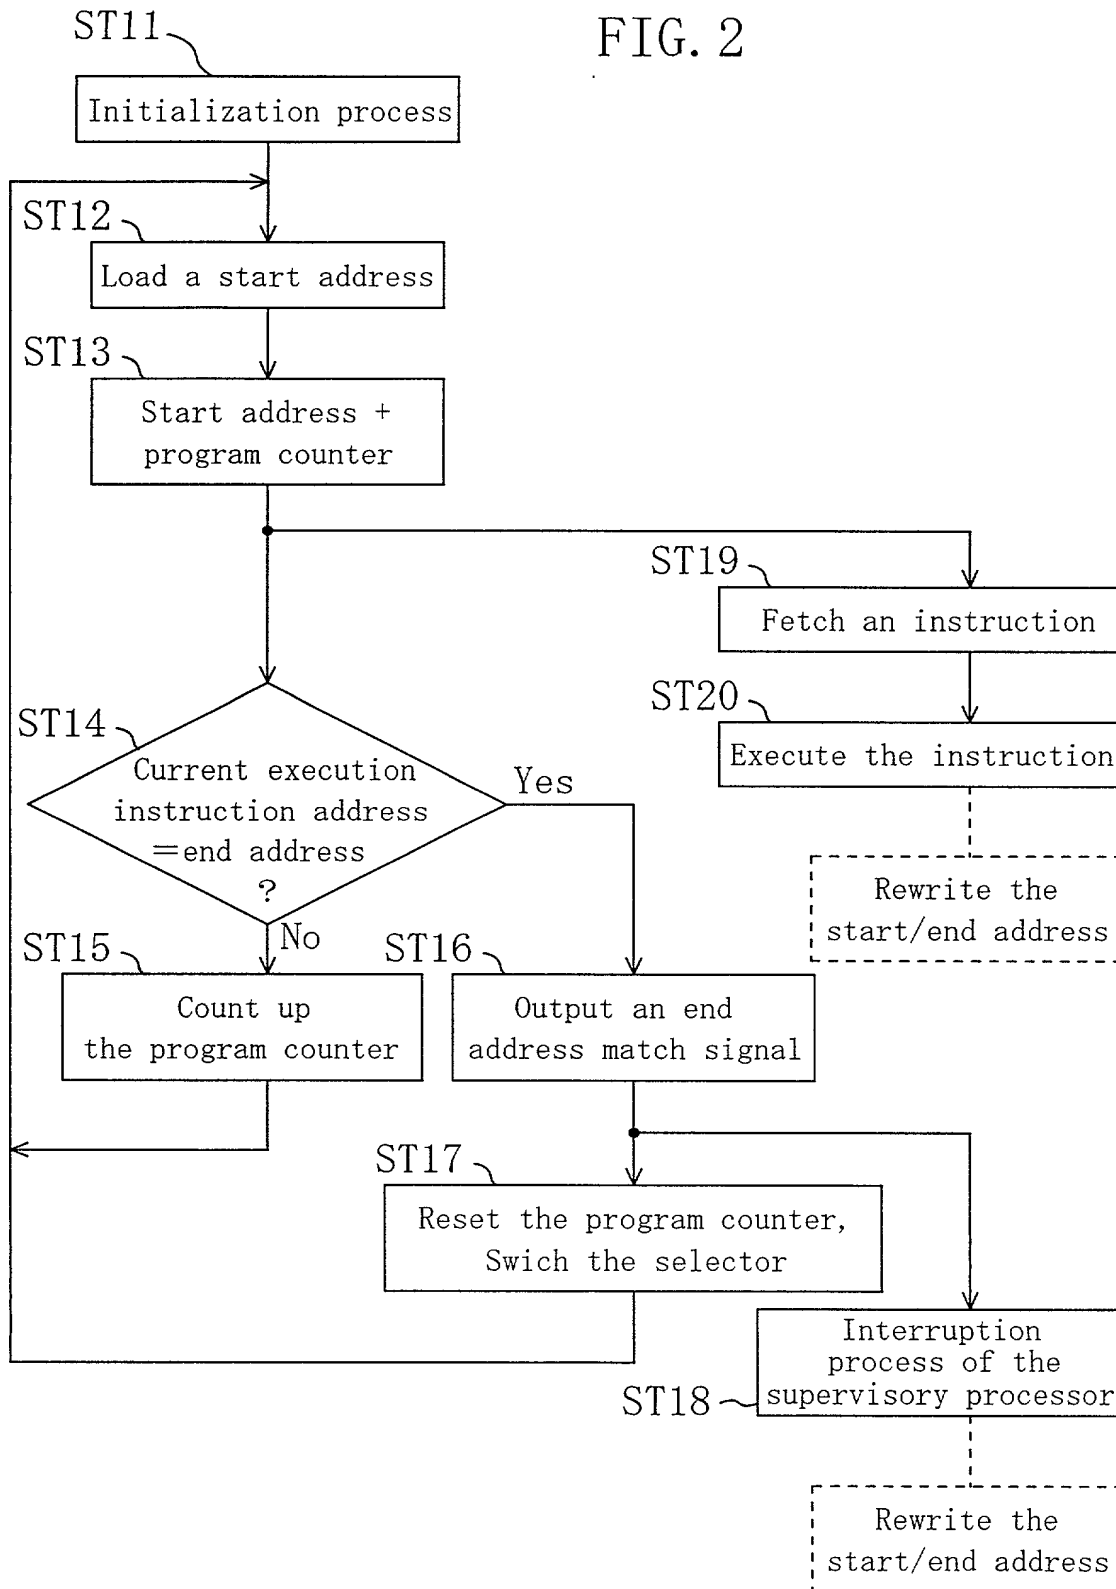 FIG. 2
ST11
Initialization process
ST12
Load a start address
ST13
Start address +
program counter
ST19
Fetch an instruction
ST20
Execute the instruction
Rewrite the
start/end address
ST14
Current execution
instruction address
=end address
?
Yes
No
ST15
Count up
the program counter
ST16
Output an end
address match signal
ST17
Reset the program counter,
Swich the selector
ST18
Interruption
process of the
supervisory processor
Rewrite the
start/end address